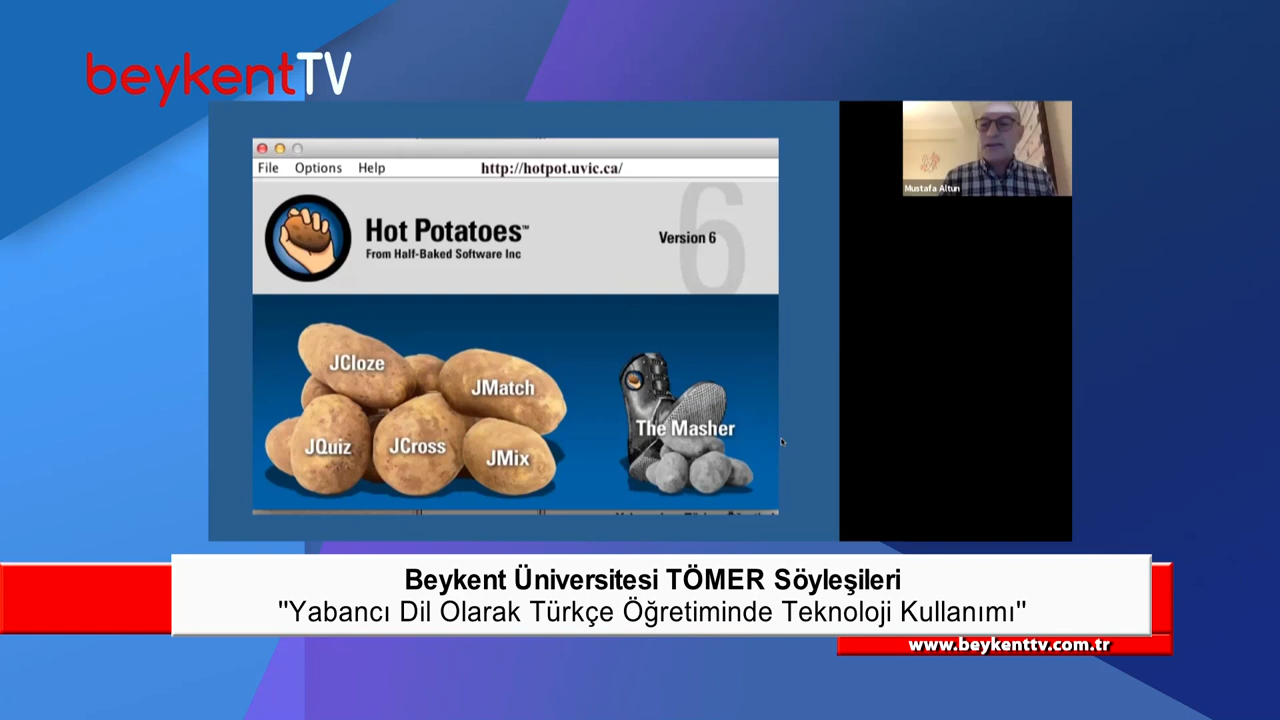 beykentTV
File Options Help http://hotpot.uvic.ca/
Hot Potatoes™
From Half-Baked Software Inc
Version 6
6
JCloze
JMatch
JQuiz
JCross
JMix
The Masher
Mustafa Altun
Beykent Üniversitesi TÖMER Söyleşileri
"Yabancı Dil Olarak Türkçe Öğretiminde Teknoloji Kullanımı"
www.beykenttv.com.tr